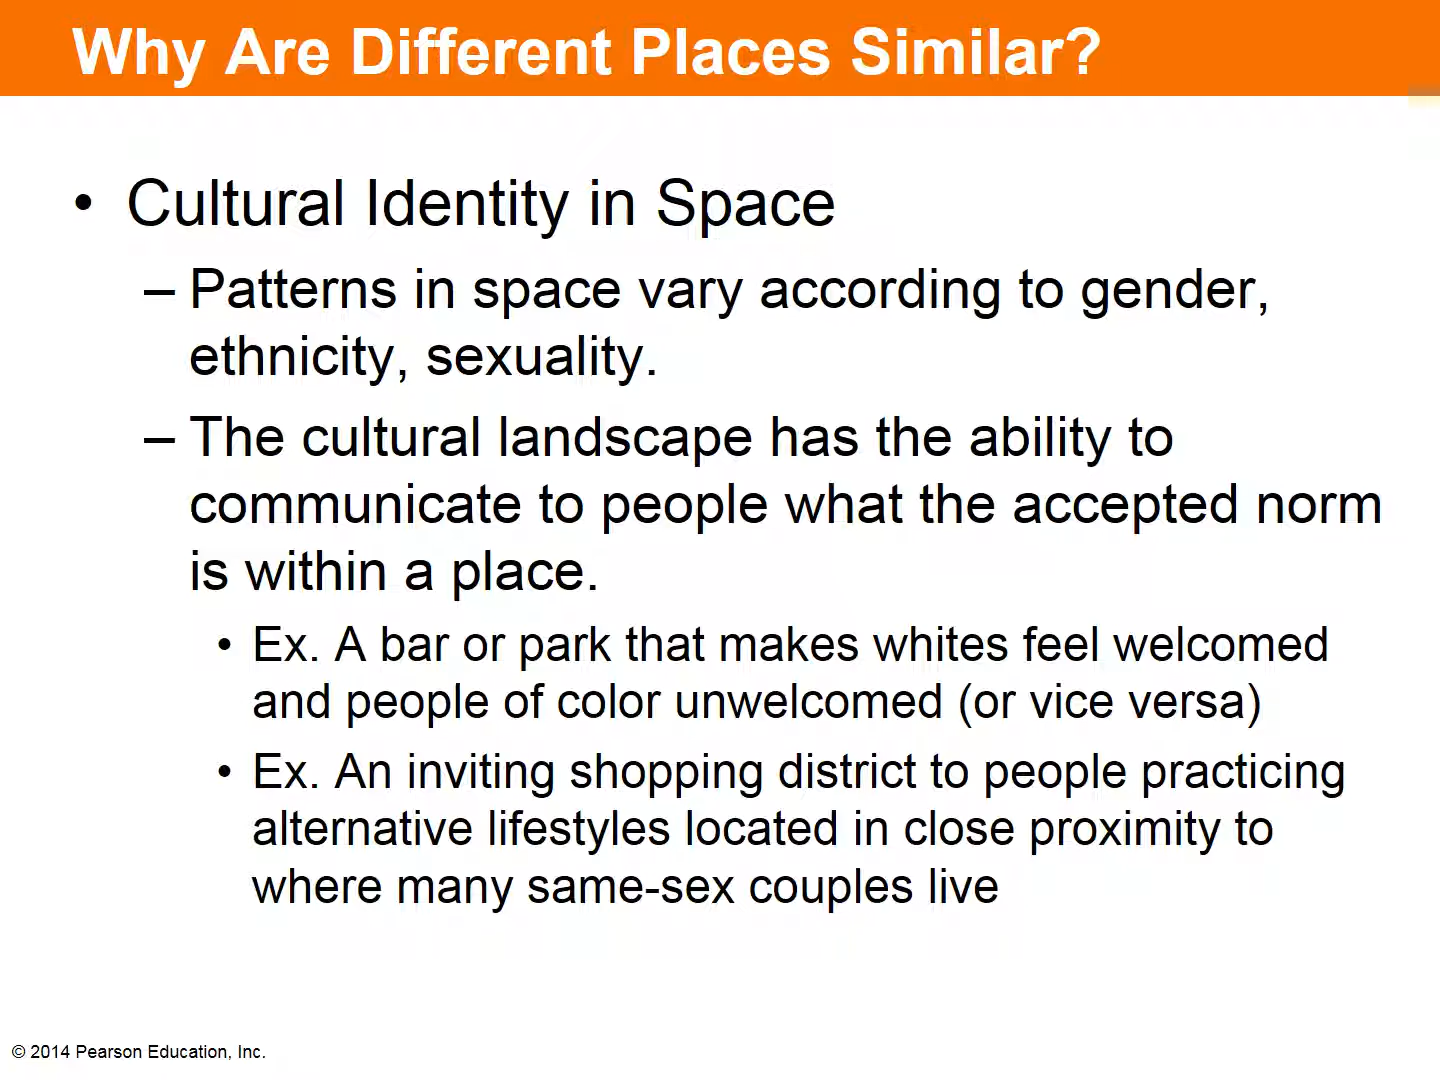 Why Are Different Places Similar?
• Cultural Identity in Space
– Patterns in space vary according to gender,
ethnicity, sexuality.
– The cultural landscape has the ability to
communicate to people what the accepted norm
is within a place.
• Ex. A bar or park that makes whites feel welcomed
and people of color unwelcomed (or vice versa)
• Ex. An inviting shopping district to people practicing
alternative lifestyles located in close proximity to
where many same-sex couples live
© 2014 Pearson Education, Inc.